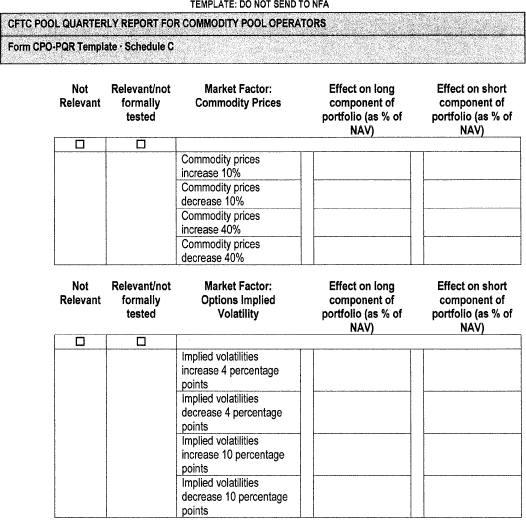 TEMPLATE: DO NOT SEND TO NFA
CFTC POOL QUARTERLY REPORT FOR COMMODITY POOL OPERATORS
Form CPO-PQR Template · Schedule C
Not Relevant
Relevant/not formally tested
Market Factor: Commodity Prices
Effect on long component of portfolio (as % of NAV)
Effect on short component of portfolio (as % of NAV)
Commodity prices
increase 10%
Commodity prices
decrease 10%
Commodity prices
increase 40%
Commodity prices
decrease 40%
Not Relevant
Relevant/not formally tested
Market Factor: Options Implied Volatility
Effect on long component of portfolio (as % of NAV)
Effect on short component of portfolio (as % of NAV)
Implied volatilities
increase 4 percentage
points
Implied volatilities
decrease 4 percentage
points
Implied volatilities
increase 10 percentage
points
Implied volatilities
decrease 10 percentage
points